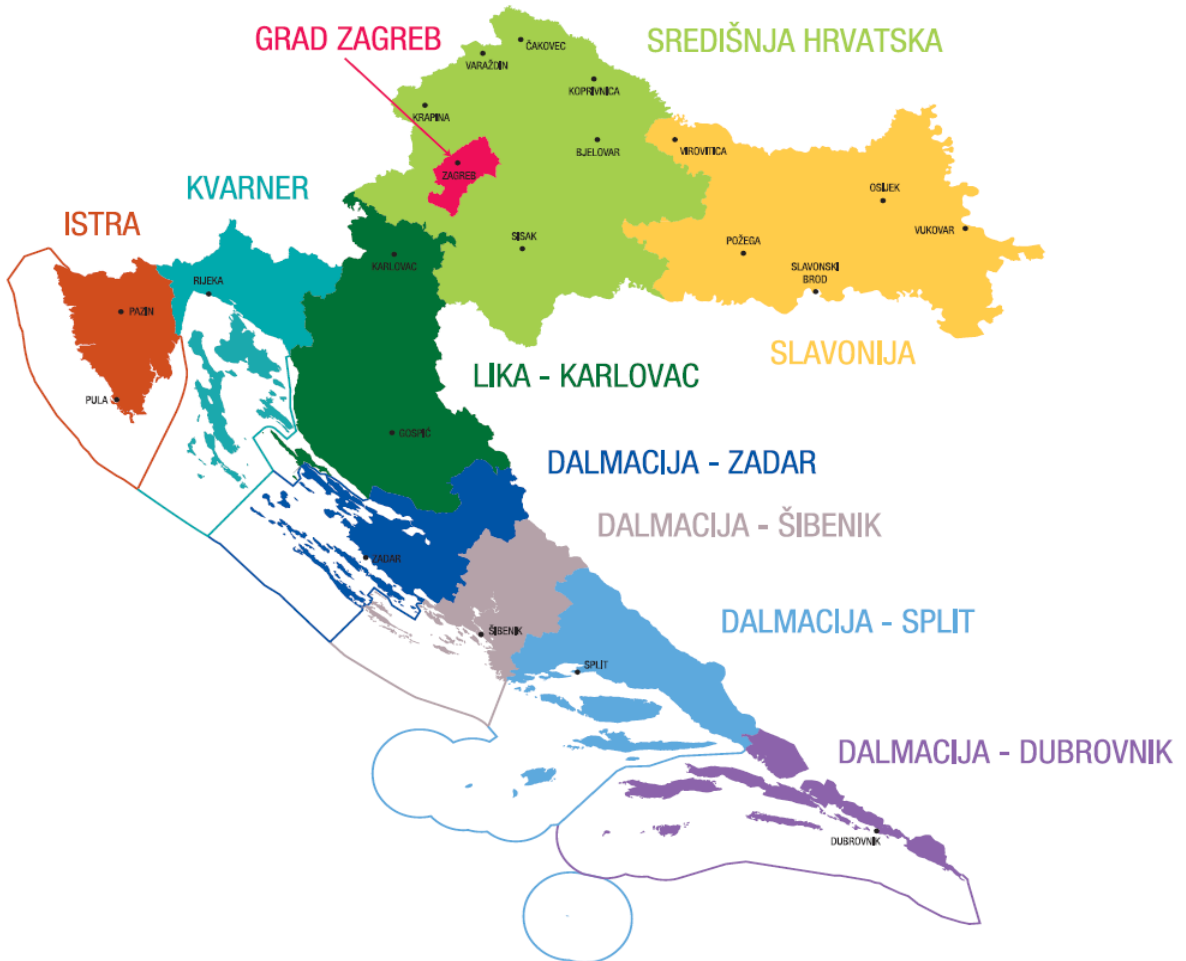 GRAD ZAGREB
SREDIŠNJA HRVATSKA
ČAKOVEC
VARAŽDIN
KOPRIVNICA
KRAPINA
BJELOVAR
VIROVITICA
ZAGREB
KVARNER
OSIJEK
ISTRA
VUKOVAR
SISAK
POŽEGA
KARLOVAC
SLAVONSKI
BROD
RIJEKA
PAZIN
SLAVONIJA
LIKA - KARLOVAC
PULA
GOSPIĆ
DALMACIJA - ZADAR
DALMACIJA - ŠIBENIK
ZADAR
DALMACIJA - SPLIT
ŠIBENIK
SPLIT
DALMACIJA - DUBROVNIK
DUBROVNIK